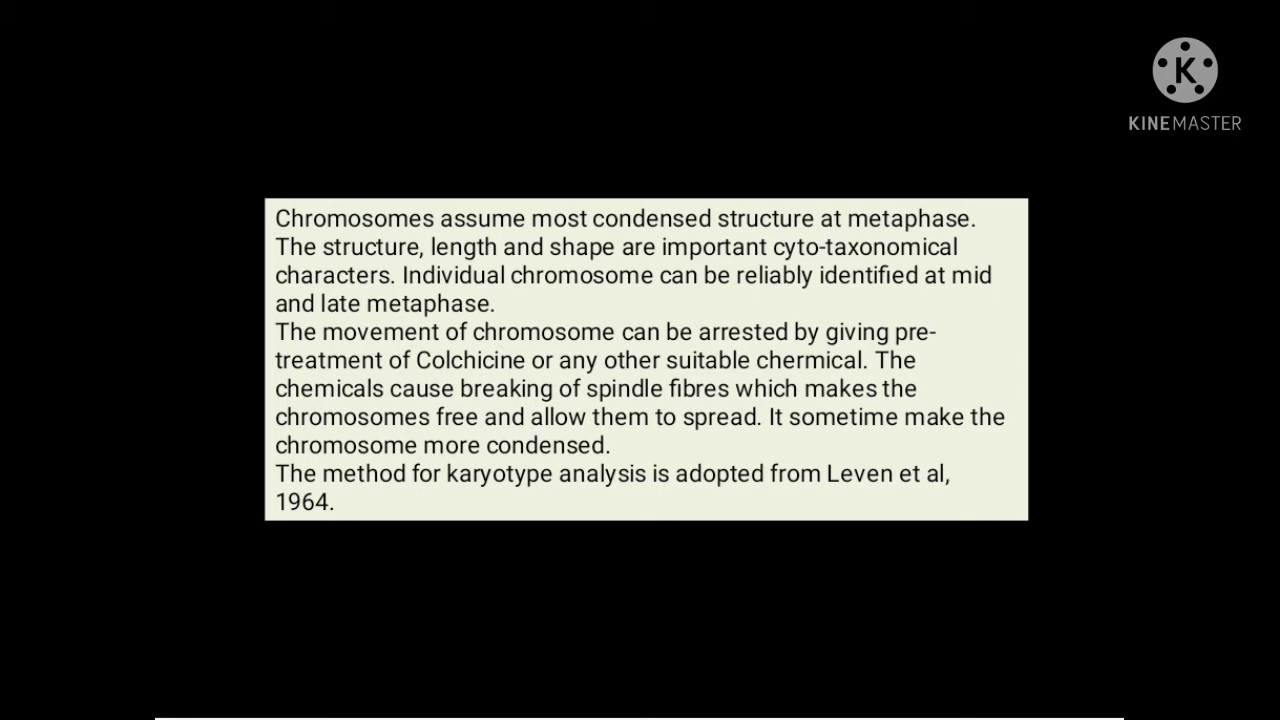 K
KINEMASTER
Chromosomes assume most condensed structure at metaphase.
The structure, length and shape are important cyto-taxonomical
characters. Individual chromosome can be reliably identified at mid
and late metaphase.
The movement of chromosome can be arrested by giving pre-
treatment of Colchicine or any other suitable chermical. The
chemicals cause breaking of spindle fibres which makes the
chromosomes free and allow them to spread. It sometime make the
chromosome more condensed.
The method for karyotype analysis is adopted from Leven et al,
1964.